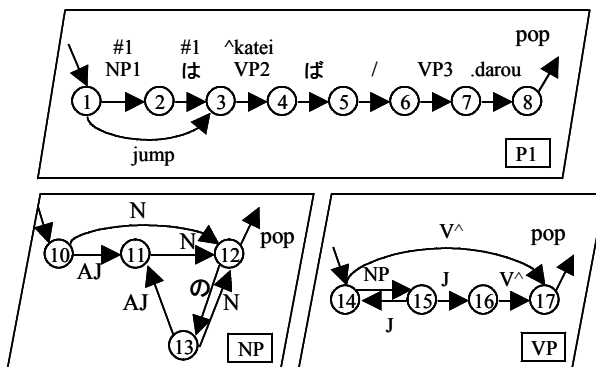 #1 #1 ^katei pop
NP1 は VP2 ば / VP3 .darou
1 2 3 4 5 6 7 8
jump P1
N pop
10 11 N 12
AJ
AJ の N
13 NP
V^ pop
NP J V^
14 15 16 17
J
VP